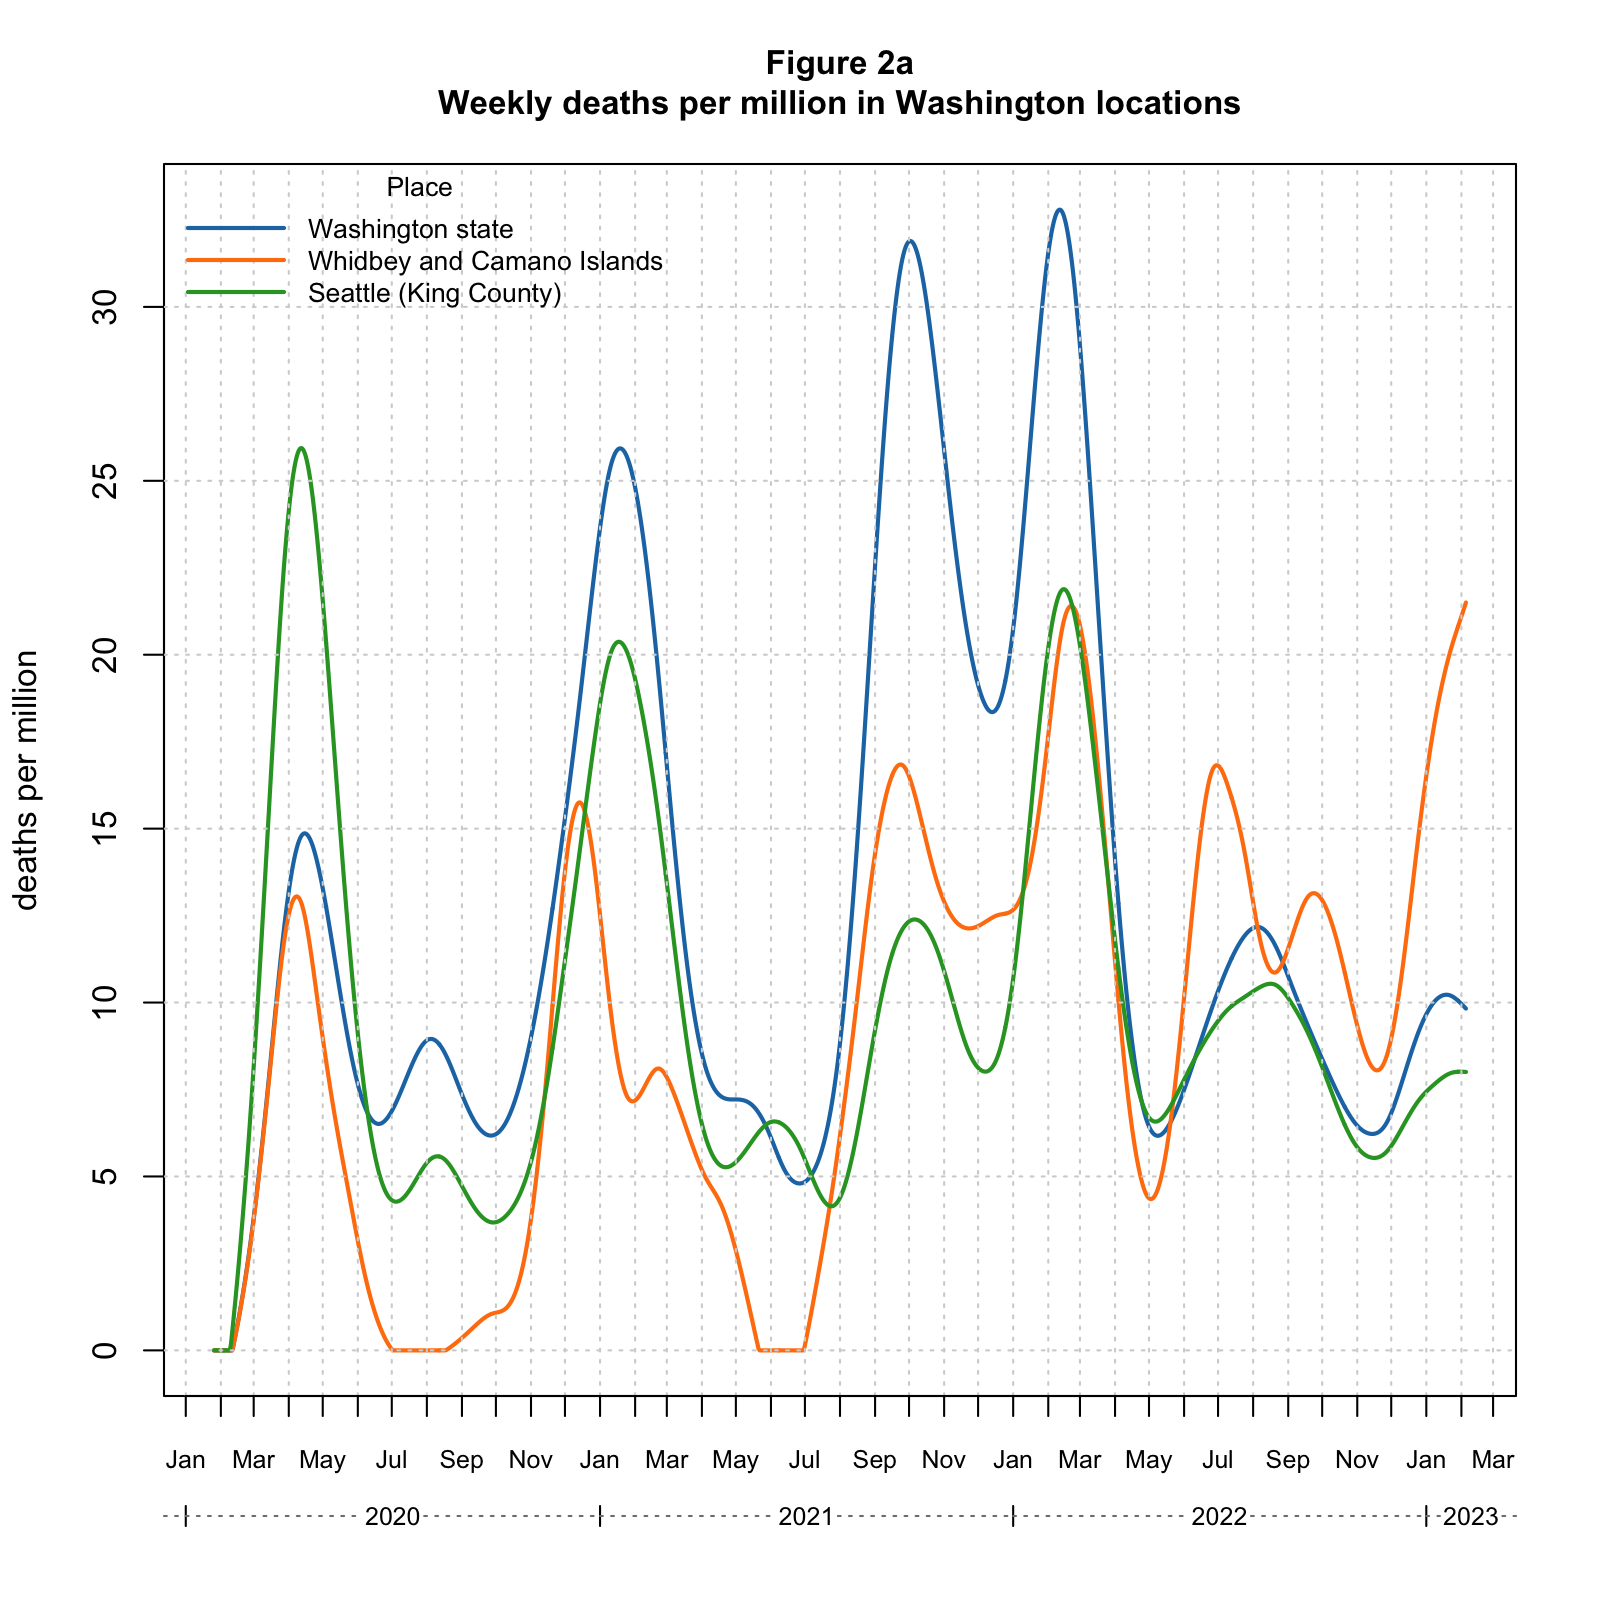 Figure 2a
Weekly deaths per million in Washington locations
Place
Washington state
Whidbey and Camano Islands
Seattle (King County)
deaths per million
30
25
20
15
10
5
0
Jan Mar May Jul Sep Nov Jan Mar May Jul Sep Nov Jan Mar May Jul Sep Nov Jan Mar
2020 2021 2022 2023